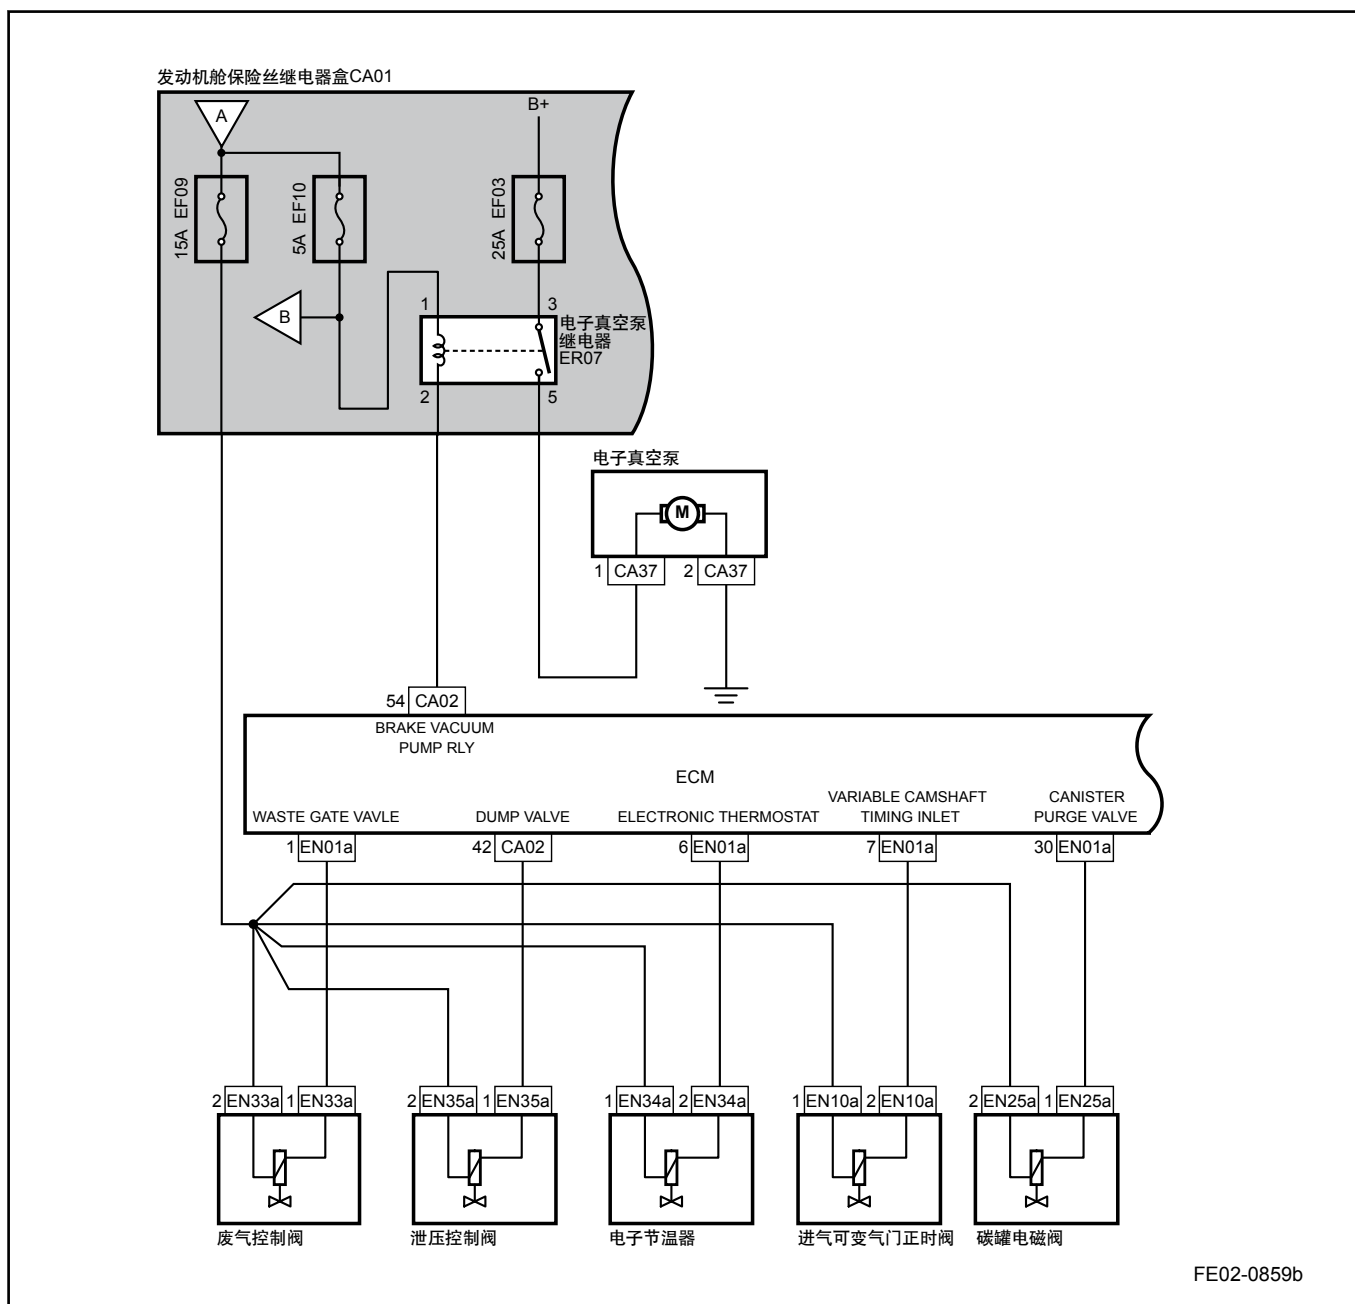 发动机舱保险丝继电器盒CA01
A
B+
15A EF09
5A EF10
25A EF03
B
1
3
电子真空泵
继电器
ER07
2
5
电子真空泵
M
1 CA37
2 CA37
54 CA02
BRAKE VACUUM
PUMP RLY
ECM
WASTE GATE VAVLE
DUMP VALVE
ELECTRONIC THERMOSTAT
VARIABLE CAMSHAFT
TIMING INLET
CANISTER
PURGE VALVE
1 EN01a
42 CA02
6 EN01a
7 EN01a
30 EN01a
2 EN33a 1 EN33a
2 EN35a 1 EN35a
1 EN34a 2 EN34a
1 EN10a 2 EN10a
2 EN25a 1 EN25a
废气控制阀
泄压控制阀
电子节温器
进气可变气门正时阀
碳罐电磁阀
FE02-0859b